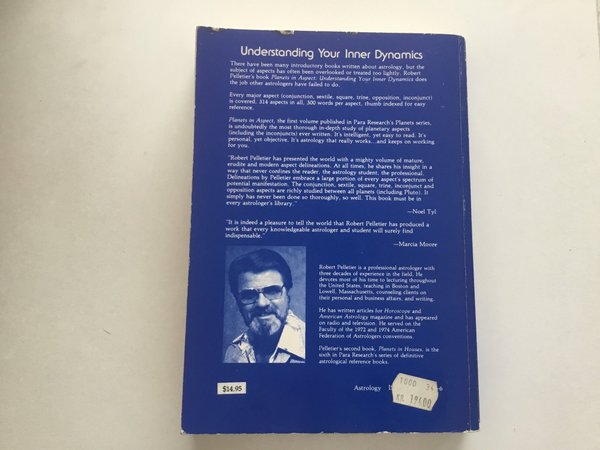 Understanding Your Inner Dynamics
There have been many introductory books written about astrology, but the
subject of aspects has often been overlooked or treated too lightly. Robert
Pelletier's book Planets in Aspect: Understanding Your Inner Dynamics does
the job other astrologers have failed to do.
Every major aspect (conjunction, sextile, square, trine, opposition, inconjunct)
is covered, 314 aspects in all, 300 words per aspect, thumb indexed for easy
reference.
Planets in Aspect, the first volume published in Para Research's Planets series,
is undoubtedly the most thorough in-depth study of planetary aspects
(including the inconjuncts) ever written. It's intelligent, yet easy to read. It's
personal, yet objective. It's astrology that really works...and keeps on working
for you.
"Robert Pelletier has presented the world with a mighty volume of mature,
erudite and modern aspect delineations. At all times, he shares his insight in a
way that never confines the reader, the astrology student, the professional.
Delineations by Pelletier embrace a large portion of every aspect's spectrum of
potential manifestation. The conjunction, sextile, square, trine, inconjunct and
opposition aspects are richly studied between all planets (including Pluto). It
simply has never been done so thoroughly, so well. This book must be in
every astrologer's library."
—Noel Tyl
"It is indeed a pleasure to tell the world that Robert Pelletier has produced a
work that every knowledgeable astrologer and student will surely find
indispensable."
—Marcia Moore
Robert Pelletier is a professional astrologer with
three decades of experience in the field. He
devotes most of his time to lecturing throughout
the United States, teaching in Boston and
Lowell, Massachusetts, counseling clients on
their personal and business affairs, and writing.
He has written articles for Horoscope and
American Astrology magazine and has appeared
on radio and television. He served on the
Faculty of the 1972 and 1974 American
Federation of Astrologers conventions.
Pelletier's second book, Planets in Houses, is the
sixth in Para Research's series of definitive
astrological reference books.
$14.95
Astrology
1000 34
-6
KR. 194.00